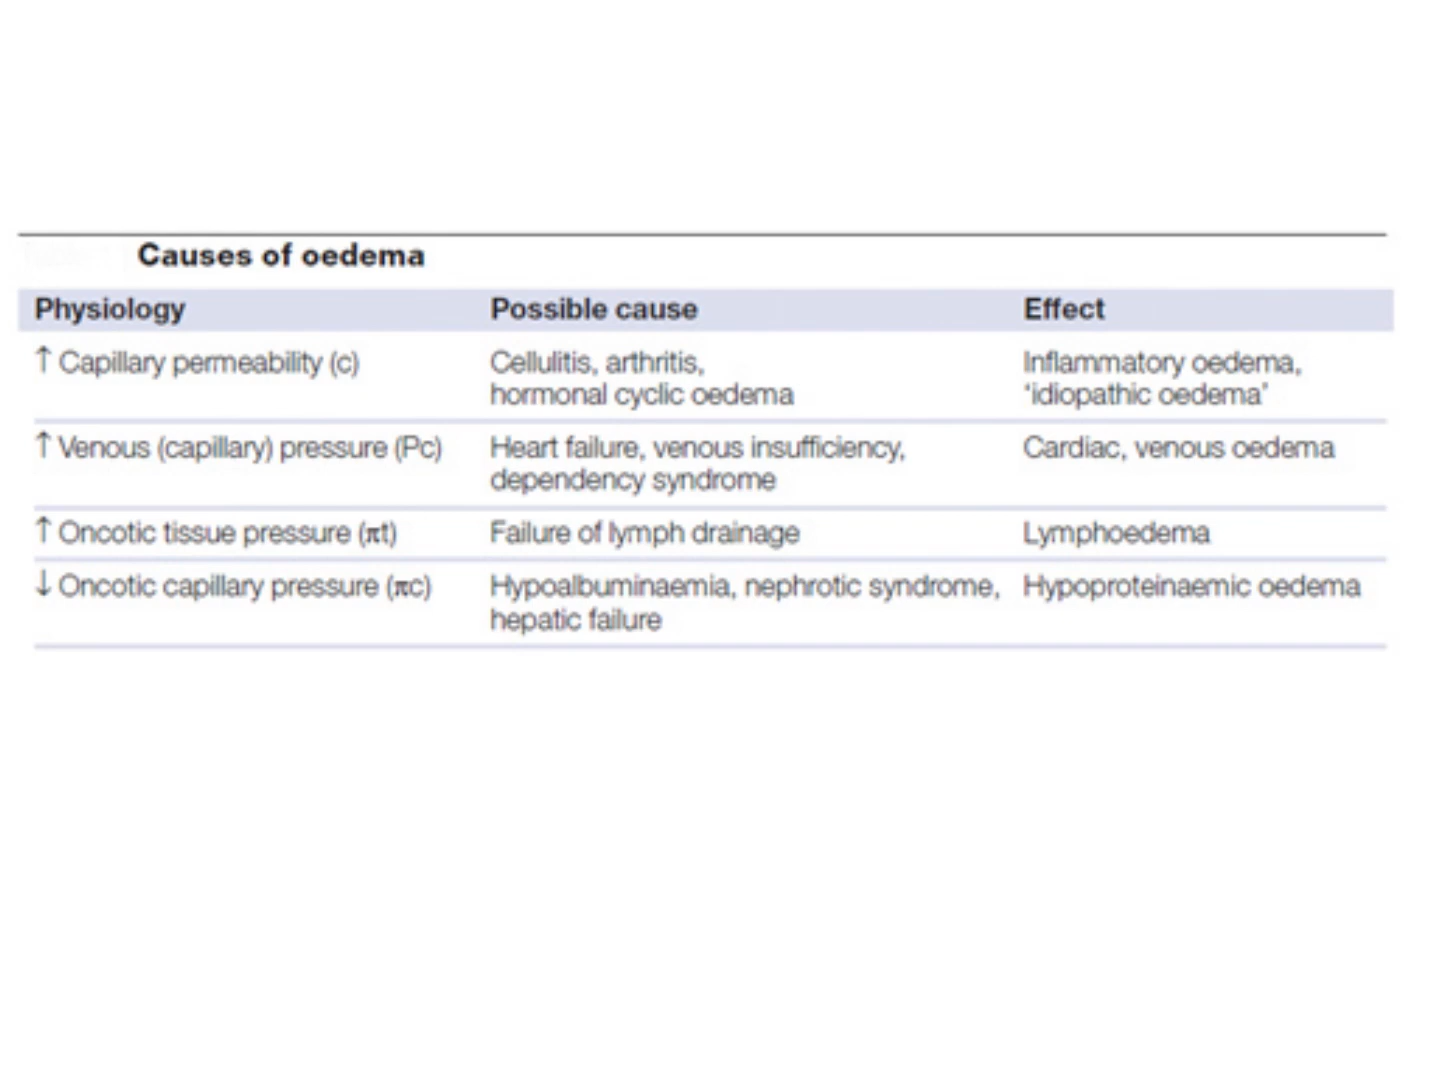 Causes of oedema
Physiology Possible cause Effect
↑ Capillary permeability (c) Cellulitis, arthritis, Inflammatory oedema,
hormonal cyclic oedema ‘idiopathic oedema’
↑ Venous (capillary) pressure (Pc) Heart failure, venous insufficiency, Cardiac, venous oedema
dependency syndrome
↑ Oncotic tissue pressure (πt) Failure of lymph drainage Lymphoedema
↓ Oncotic capillary pressure (πc) Hypoalbuminaemia, nephrotic syndrome, Hypoproteinaemic oedema
hepatic failure